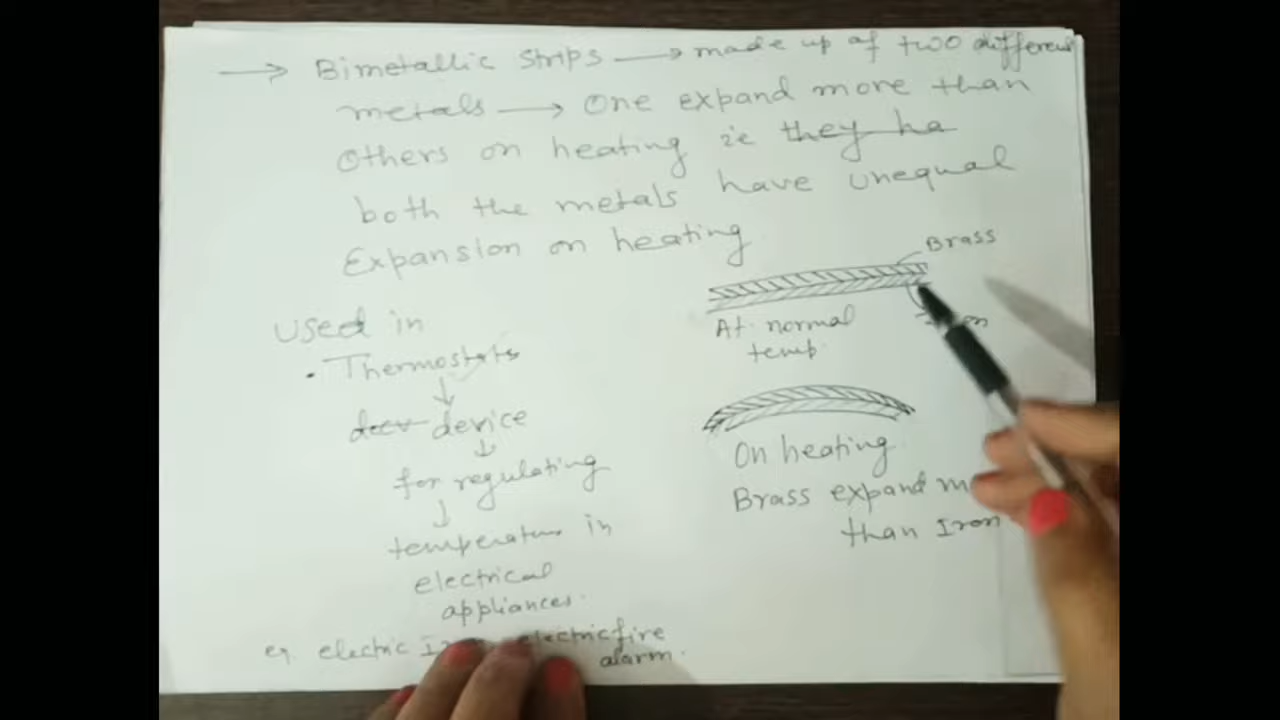 → Bimetallic strips → made up of two different
metals → One expand more than
others on heating i.e they ha
both the metals have unequal
Expansion on heating
Brass
Used in
At normal
temp.
. Thermostats
device
for regulating
On heating
Brass expand
than Iron
temperature in
electrical
appliances.
eg. electric electric fire
alarm.